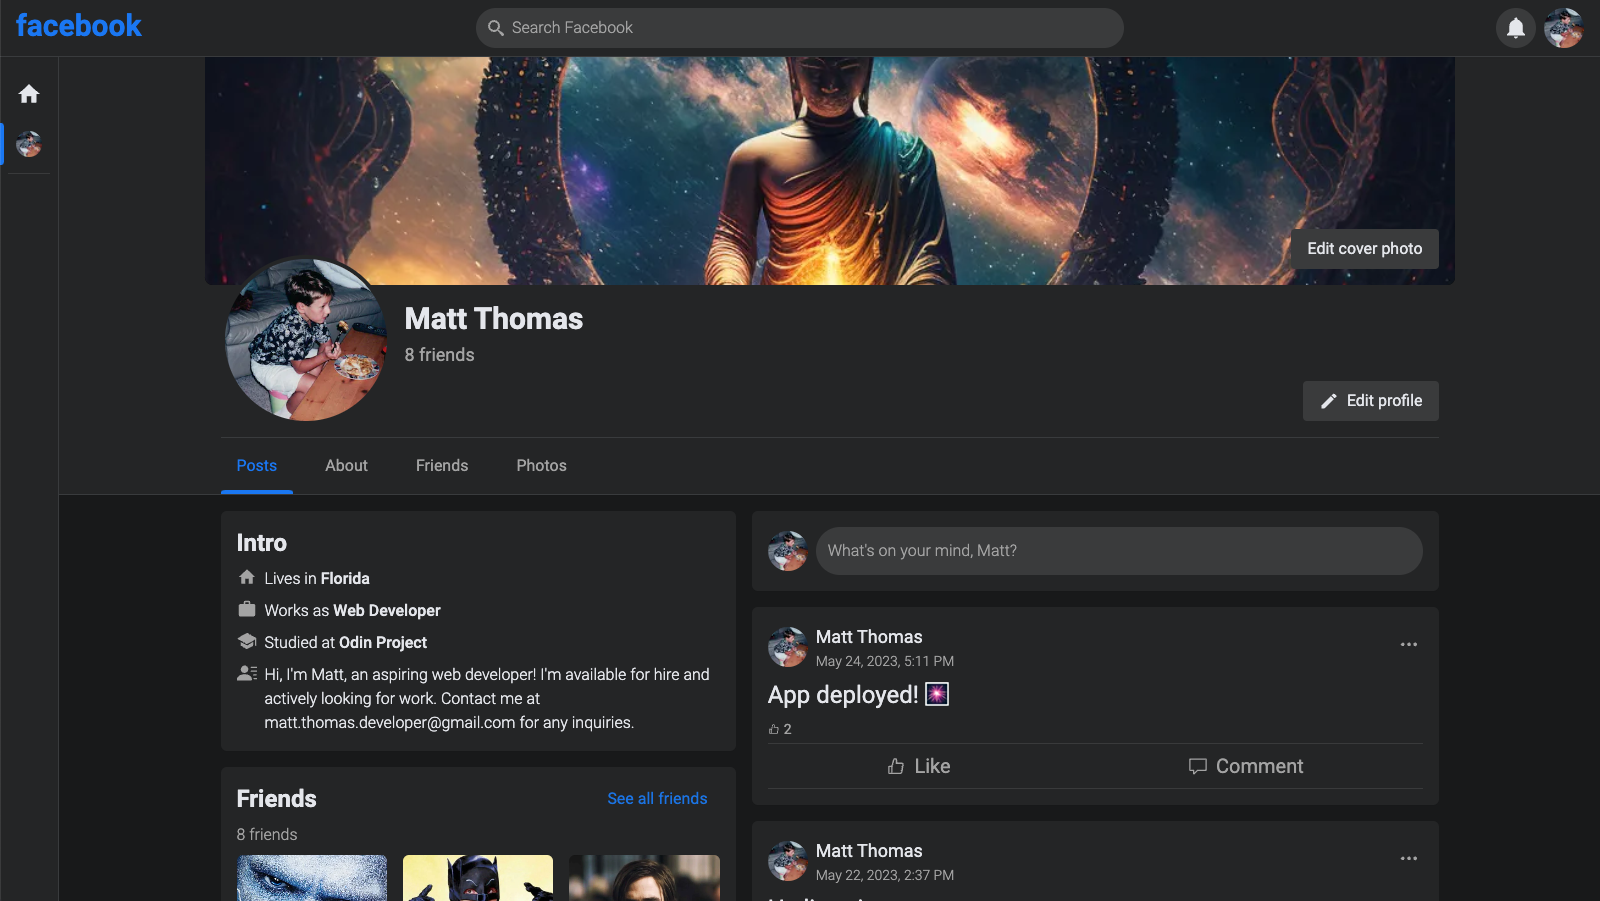 facebook
Search Facebook
Edit cover photo
Matt Thomas
8 friends
Edit profile
Posts
About
Friends
Photos
Intro
Lives in Florida
Works as Web Developer
Studied at Odin Project
Hi, I'm Matt, an aspiring web developer! I'm available for hire and
actively looking for work. Contact me at
matt.thomas.developer@gmail.com for any inquiries.
Friends
See all friends
8 friends
What's on your mind, Matt?
Matt Thomas
May 24, 2023, 5:11 PM
App deployed! 🎆
2
Like
Comment
Matt Thomas
May 22, 2023, 2:37 PM